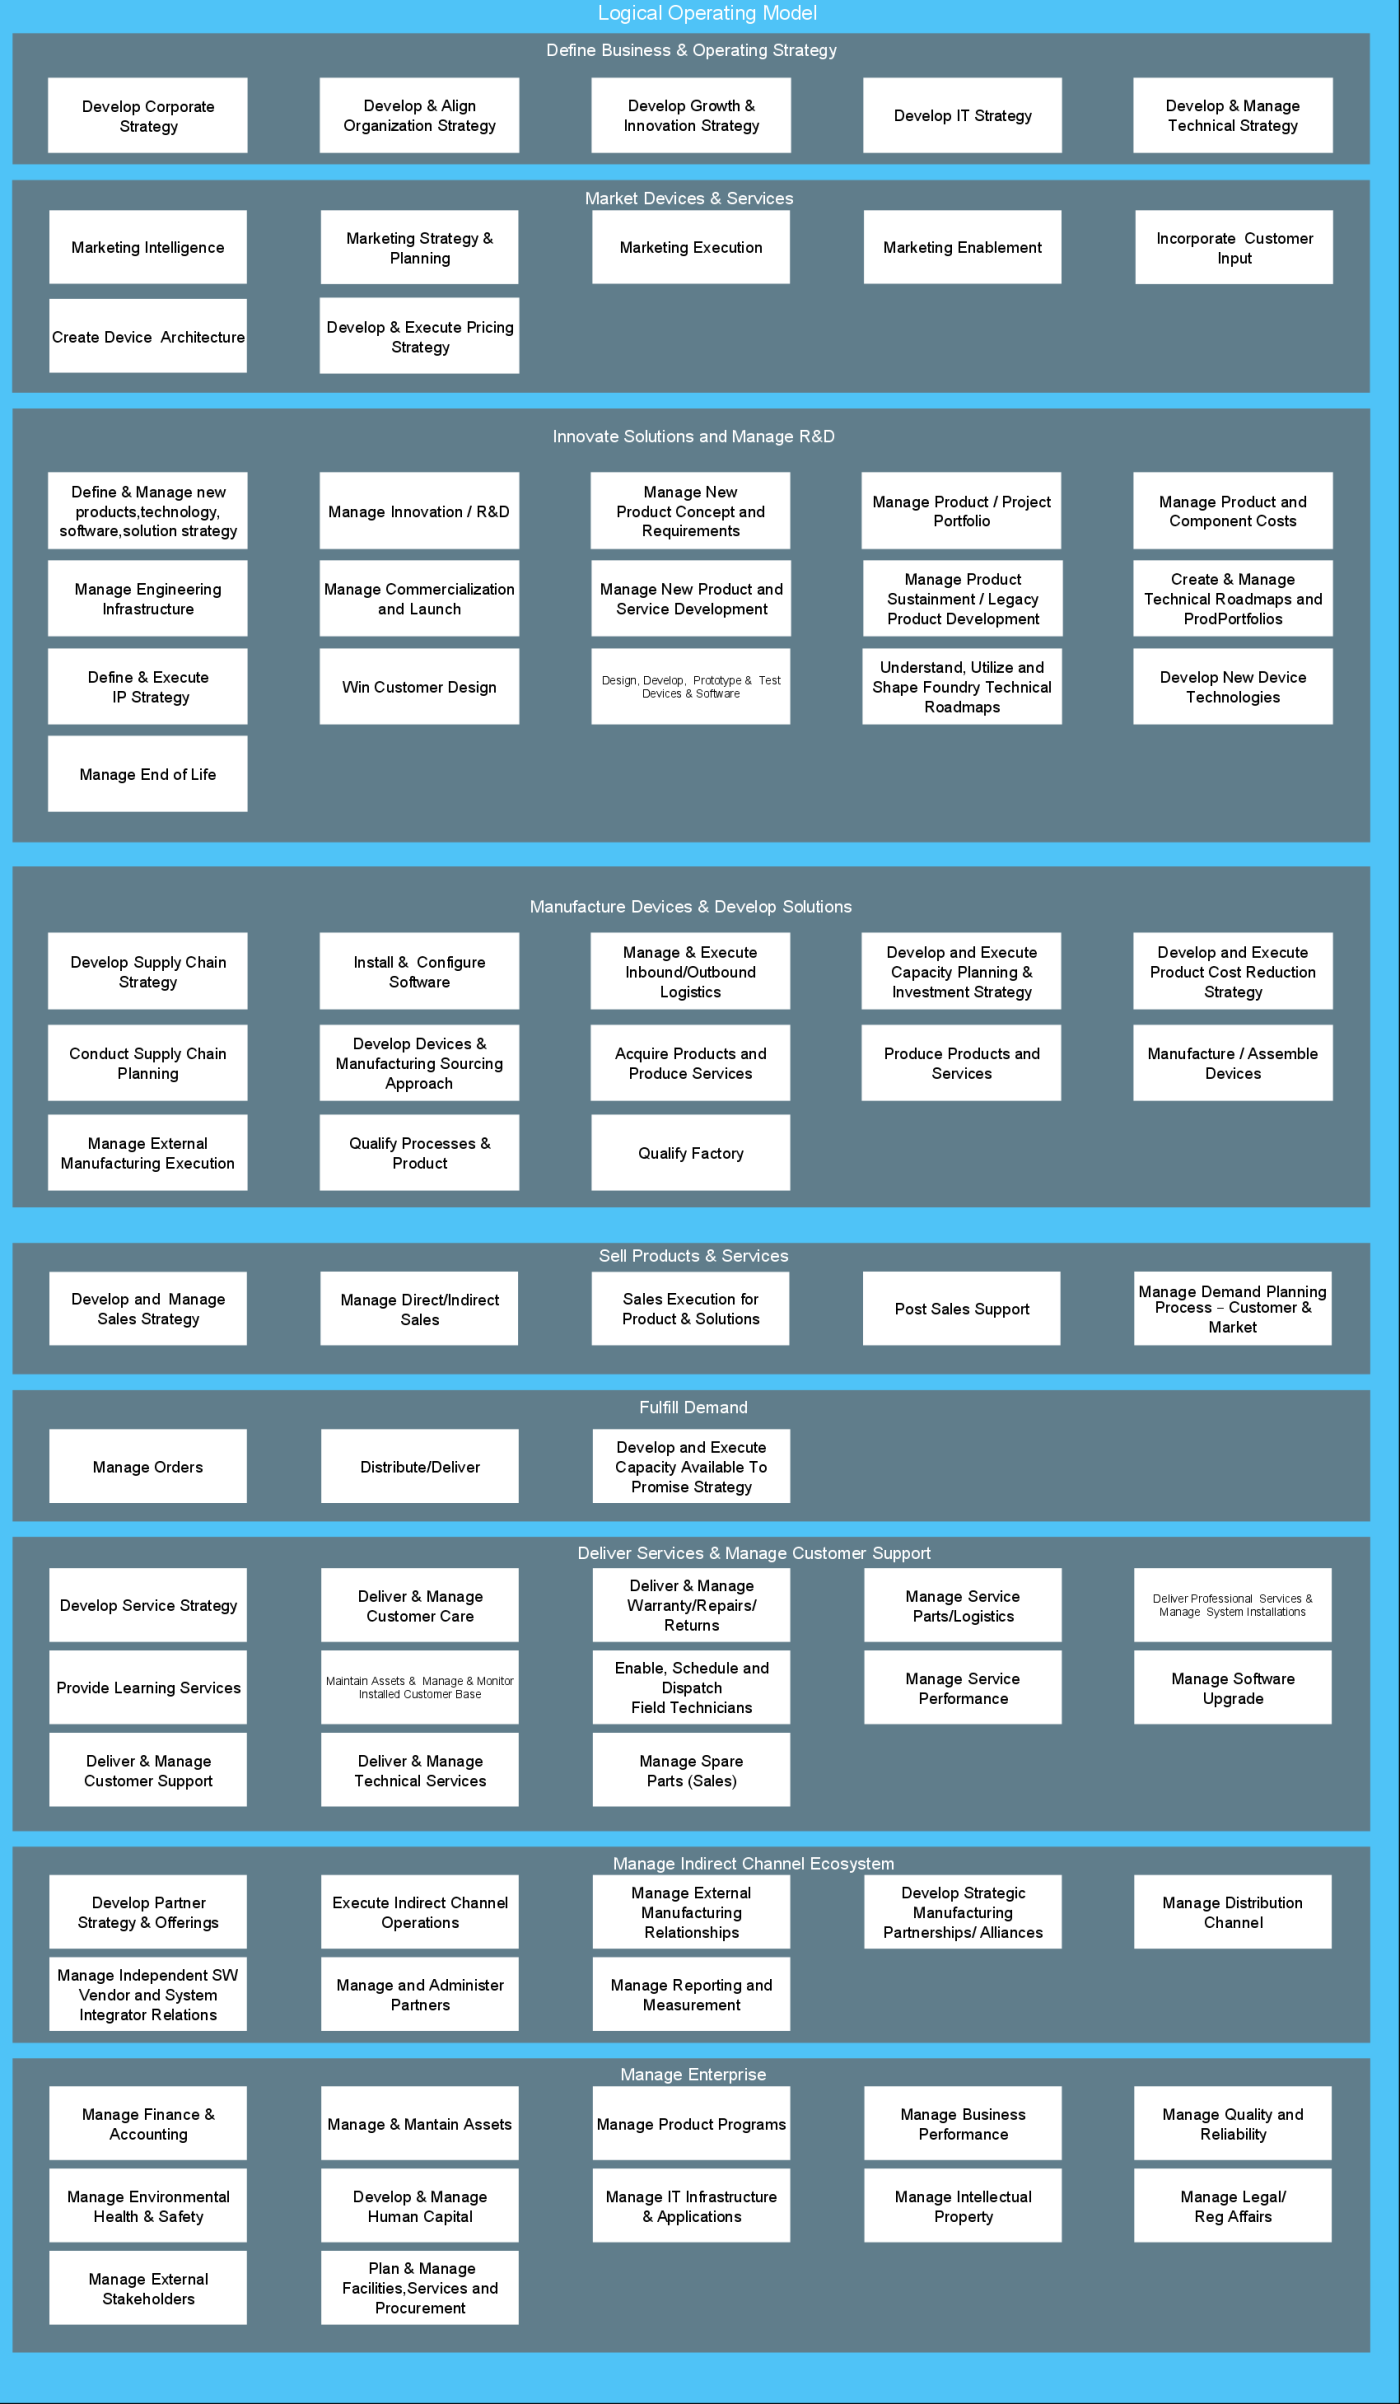 Logical Operating Model
Define Business & Operating Strategy
Develop Corporate
Strategy
Develop & Align
Organization Strategy
Develop Growth &
Innovation Strategy
Develop IT Strategy
Develop & Manage
Technical Strategy
Market Devices & Services
Marketing Intelligence
Marketing Strategy &
Planning
Marketing Execution
Marketing Enablement
Incorporate Customer
Input
Create Device Architecture
Develop & Execute Pricing
Strategy
Innovate Solutions and Manage R&D
Define & Manage new
products,technology,
software,solution strategy
Manage Innovation / R&D
Manage New
Product Concept and
Requirements
Manage Product / Project
Portfolio
Manage Product and
Component Costs
Manage Engineering
Infrastructure
Manage Commercialization
and Launch
Manage New Product and
Service Development
Manage Product
Sustainment / Legacy
Product Development
Create & Manage
Technical Roadmaps and
ProdPortfolios
Define & Execute
IP Strategy
Win Customer Design
Design, Develop, Prototype & Test
Devices & Software
Understand, Utilize and
Shape Foundry Technical
Roadmaps
Develop New Device
Technologies
Manage End of Life
Manufacture Devices & Develop Solutions
Develop Supply Chain
Strategy
Install & Configure
Software
Manage & Execute
Inbound/Outbound
Logistics
Develop and Execute
Capacity Planning &
Investment Strategy
Develop and Execute
Product Cost Reduction
Strategy
Conduct Supply Chain
Planning
Develop Devices &
Manufacturing Sourcing
Approach
Acquire Products and
Produce Services
Produce Products and
Services
Manufacture / Assemble
Devices
Manage External
Manufacturing Execution
Qualify Processes &
Product
Qualify Factory
Sell Products & Services
Develop and Manage
Sales Strategy
Manage Direct/Indirect
Sales
Sales Execution for
Product & Solutions
Post Sales Support
Manage Demand Planning
Process – Customer &
Market
Fulfill Demand
Manage Orders
Distribute/Deliver
Develop and Execute
Capacity Available To
Promise Strategy
Deliver Services & Manage Customer Support
Develop Service Strategy
Deliver & Manage
Customer Care
Deliver & Manage
Warranty/Repairs/
Returns
Manage Service
Parts/Logistics
Deliver Professional Services &
Manage System Installations
Provide Learning Services
Maintain Assets & Manage & Monitor
Installed Customer Base
Enable, Schedule and
Dispatch
Field Technicians
Manage Service
Performance
Manage Software
Upgrade
Deliver & Manage
Customer Support
Deliver & Manage
Technical Services
Manage Spare
Parts (Sales)
Manage Indirect Channel Ecosystem
Develop Partner
Strategy & Offerings
Execute Indirect Channel
Operations
Manage External
Manufacturing
Relationships
Develop Strategic
Manufacturing
Partnerships/ Alliances
Manage Distribution
Channel
Manage Independent SW
Vendor and System
Integrator Relations
Manage and Administer
Partners
Manage Reporting and
Measurement
Manage Enterprise
Manage Finance &
Accounting
Manage & Mantain Assets
Manage Product Programs
Manage Business
Performance
Manage Quality and
Reliability
Manage Environmental
Health & Safety
Develop & Manage
Human Capital
Manage IT Infrastructure
& Applications
Manage Intellectual
Property
Manage Legal/
Reg Affairs
Manage External
Stakeholders
Plan & Manage
Facilities,Services and
Procurement